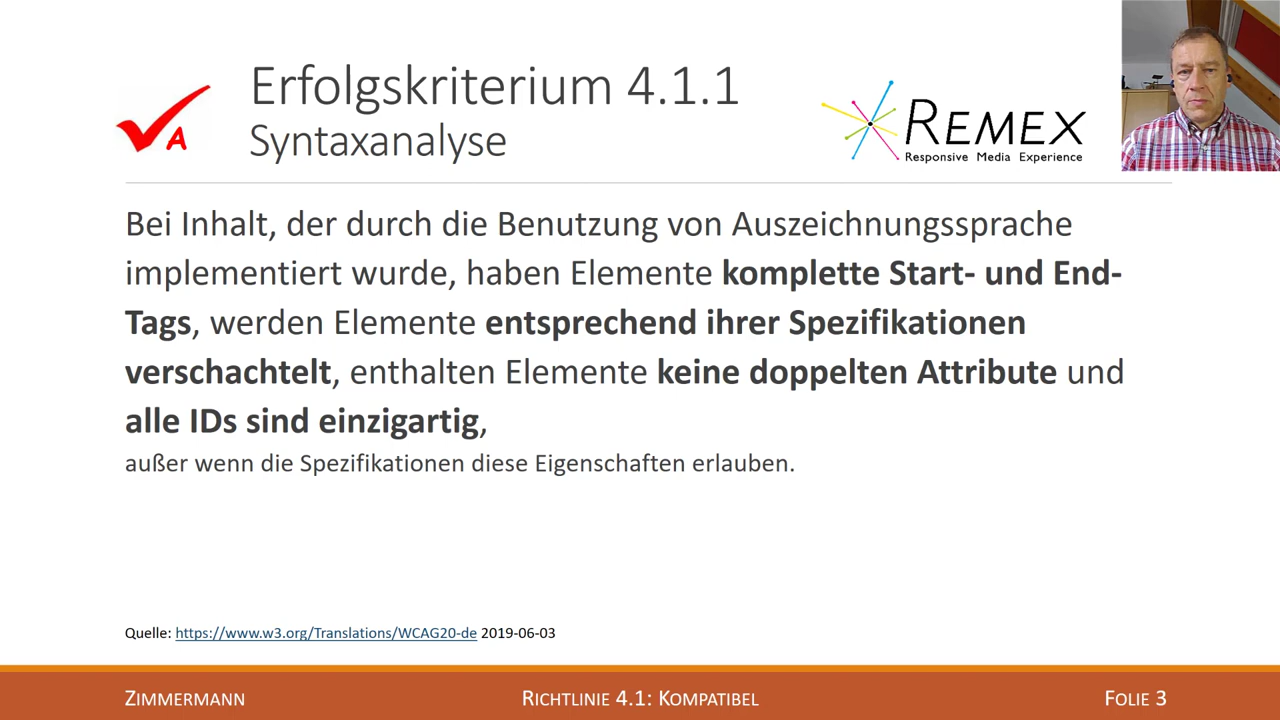 Erfolgskriterium 4.1.1
Syntaxanalyse
A
REMEX
Responsive Media Experience
Bei Inhalt, der durch die Benutzung von Auszeichnungssprache
implementiert wurde, haben Elemente komplette Start- und End-
Tags, werden Elemente entsprechend ihrer Spezifikationen
verschachtelt, enthalten Elemente keine doppelten Attribute und
alle IDs sind einzigartig,
außer wenn die Spezifikationen diese Eigenschaften erlauben.
Quelle: https://www.w3.org/Translations/WCAG20-de 2019-06-03
ZIMMERMANN
RICHTLINIE 4.1: KOMPATIBEL
FOLIE 3